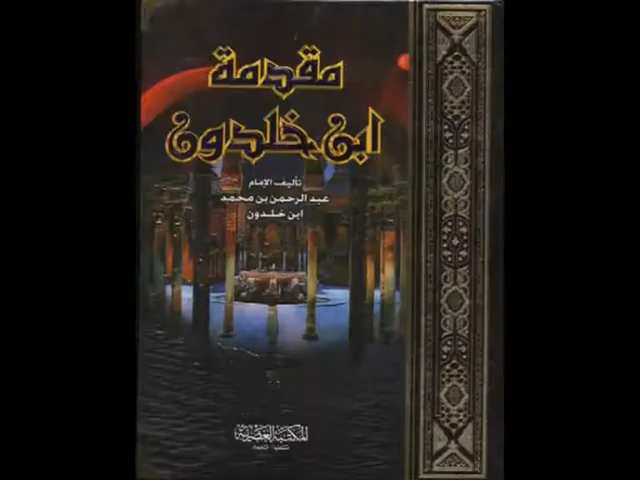 مقدمة
ابن خلدون
تأليف الإمام
عبد الرحمن بن محمد
ابن خلدون
المكتبة العصرية